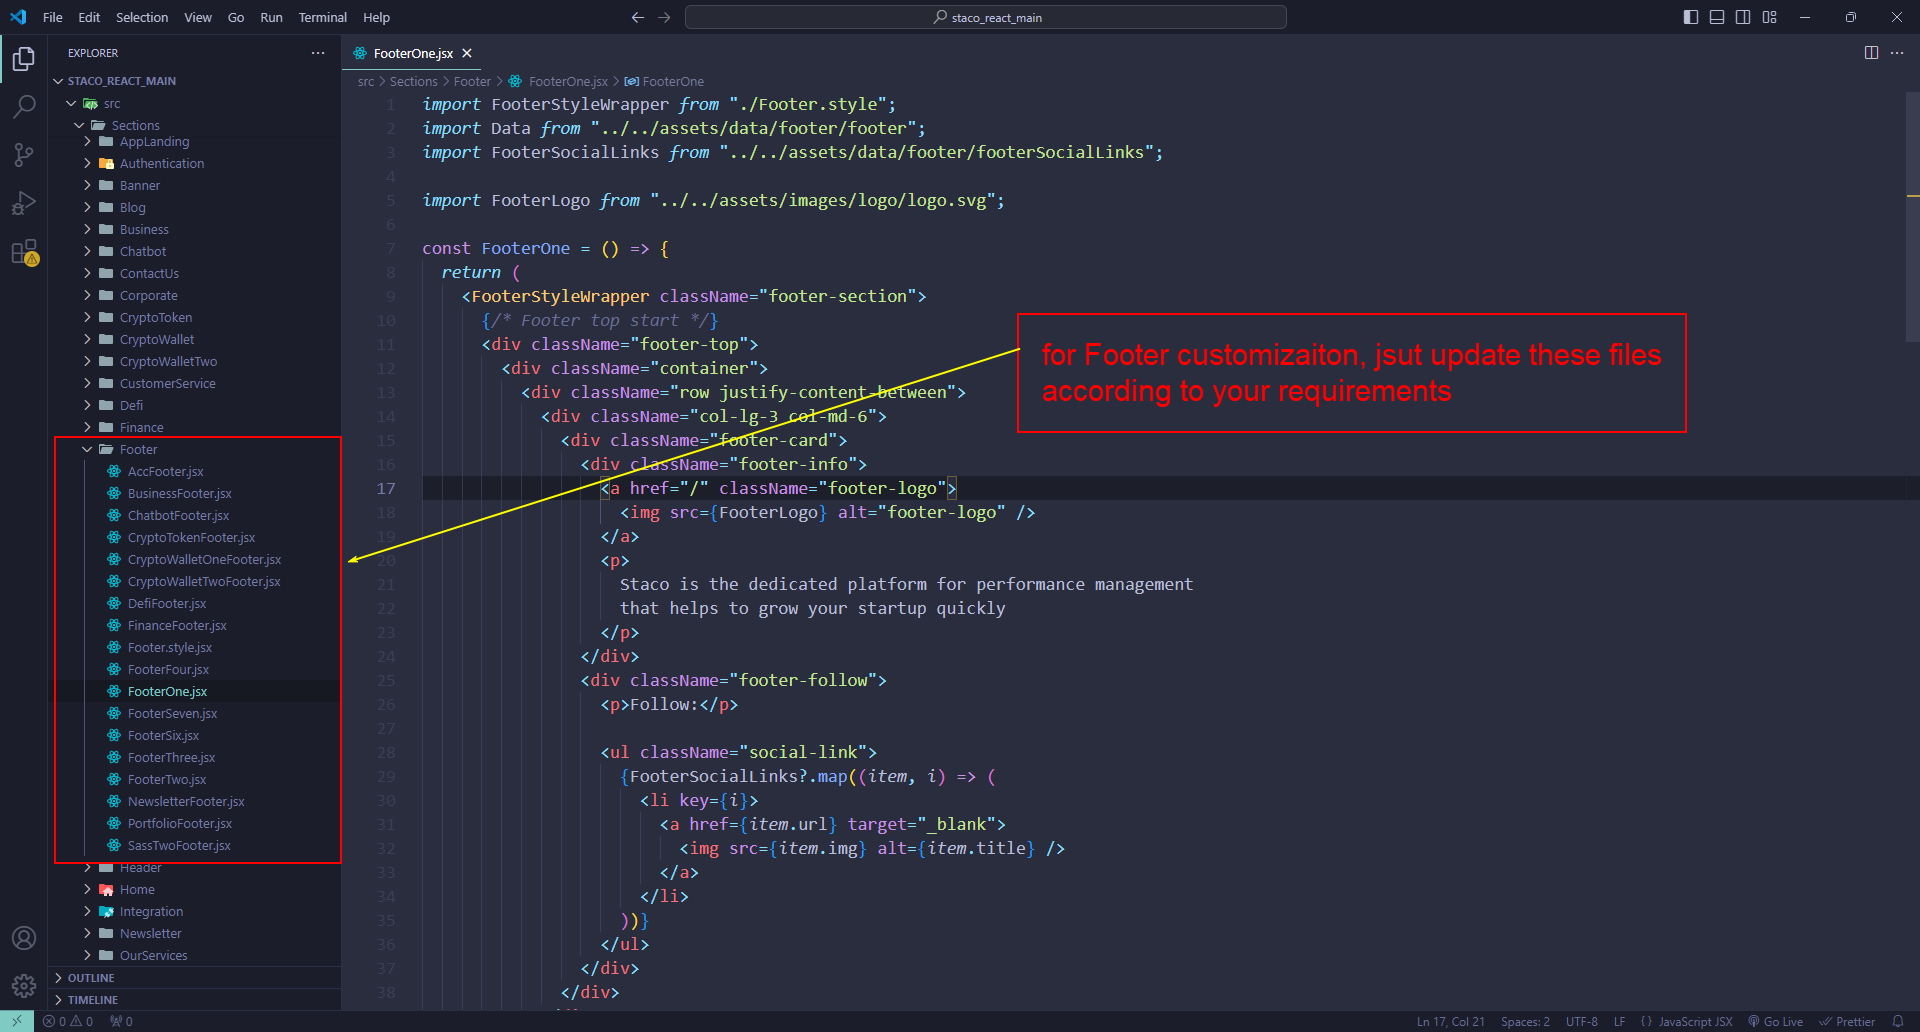 File Edit Selection View Go Run Terminal Help
staco_react_main
EXPLORER
STACO_REACT_MAIN
src
Sections
AppLanding
Authentication
Banner
Blog
Business
Chatbot
ContactUs
Corporate
CryptoToken
CryptoWallet
CryptoWalletTwo
CustomerService
Defi
Finance
Footer
AccFooter.jsx
BusinessFooter.jsx
ChatbotFooter.jsx
CryptoTokenFooter.jsx
CryptoWalletOneFooter.jsx
CryptoWalletTwoFooter.jsx
DefiFooter.jsx
FinanceFooter.jsx
Footer.style.jsx
FooterFour.jsx
FooterOne.jsx
FooterSeven.jsx
FooterSix.jsx
FooterThree.jsx
FooterTwo.jsx
NewsletterFooter.jsx
PortfolioFooter.jsx
SassTwoFooter.jsx
Header
Home
Integration
Newsletter
OurServices
OUTLINE
TIMELINE
FooterOne.jsx
src > Sections > Footer > FooterOne.jsx > FooterOne
1 import FooterStyleWrapper from "./Footer.style";
2 import Data from "../../assets/data/footer/footer";
3 import FooterSocialLinks from "../../assets/data/footer/footerSocialLinks";
4
5 import FooterLogo from "../../assets/images/logo/logo.svg";
6
7 const FooterOne = () => {
8 return (
9 <FooterStyleWrapper className="footer-section">
10 {/* Footer top start */}
11 <div className="footer-top">
12 <div className="container">
13 <div className="row justify-content-between">
14 <div className="col-lg-3 col-md-6">
15 <div className="footer-card">
16 <div className="footer-info">
17 <a href="/" className="footer-logo">
18 <img src={FooterLogo} alt="footer-logo" />
19 </a>
20 <p>
21 Staco is the dedicated platform for performance management
22 that helps to grow your startup quickly
23 </p>
24 </div>
25 <div className="footer-follow">
26 <p>Follow:</p>
27
28 <ul className="social-link">
29 {FooterSocialLinks?.map((item, i) => (
30 <li key={i}>
31 <a href={item.url} target="_blank">
32 <img src={item.img} alt={item.title} />
33 </a>
34 </li>
35 ))}
36 </ul>
37 </div>
38 </div>
for Footer customizaiton, jsut update these files
according to your requirements
0 0 0
Ln 17, Col 21 Spaces: 2 UTF-8 LF { } JavaScript JSX Go Live Prettier